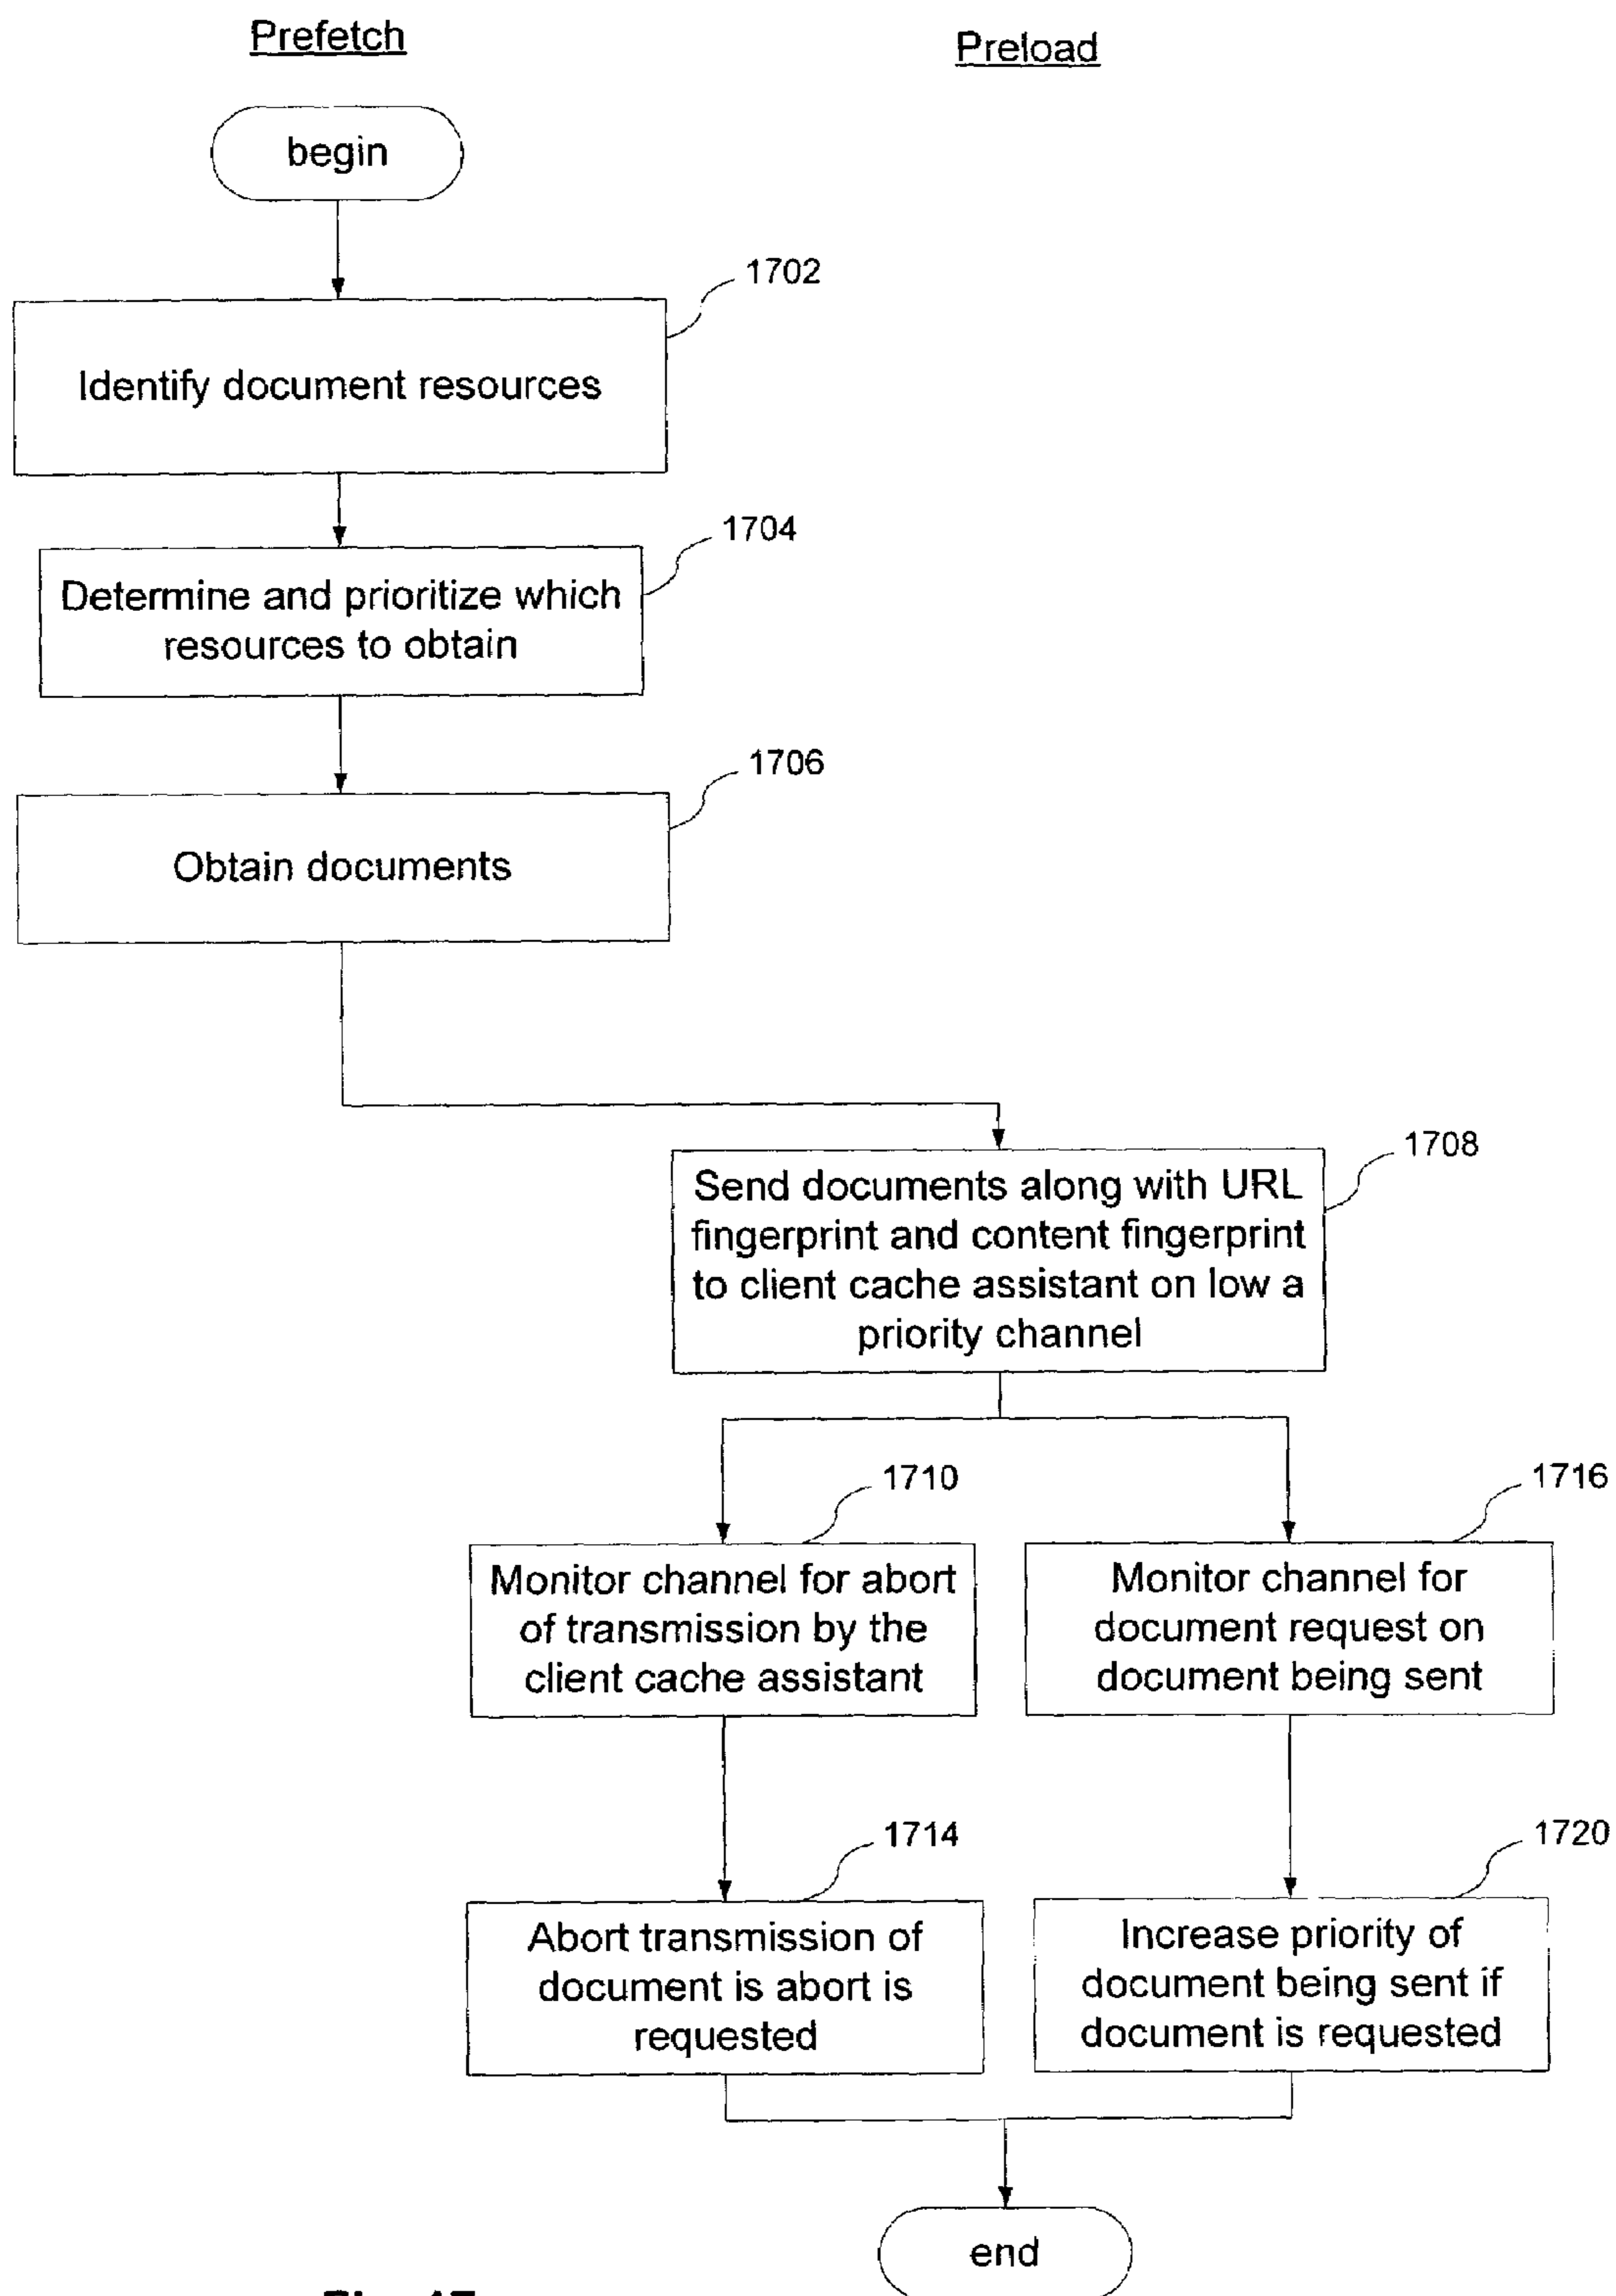 Prefetch
Preload
begin
1702
Identify document resources
1704
Determine and prioritize which
resources to obtain
1706
Obtain documents
1708
Send documents along with URL
fingerprint and content fingerprint
to client cache assistant on low a
priority channel
1710
Monitor channel for abort
of transmission by the
client cache assistant
1716
Monitor channel for
document request on
document being sent
1714
Abort transmission of
document is abort is
requested
1720
Increase priority of
document being sent if
document is requested
end